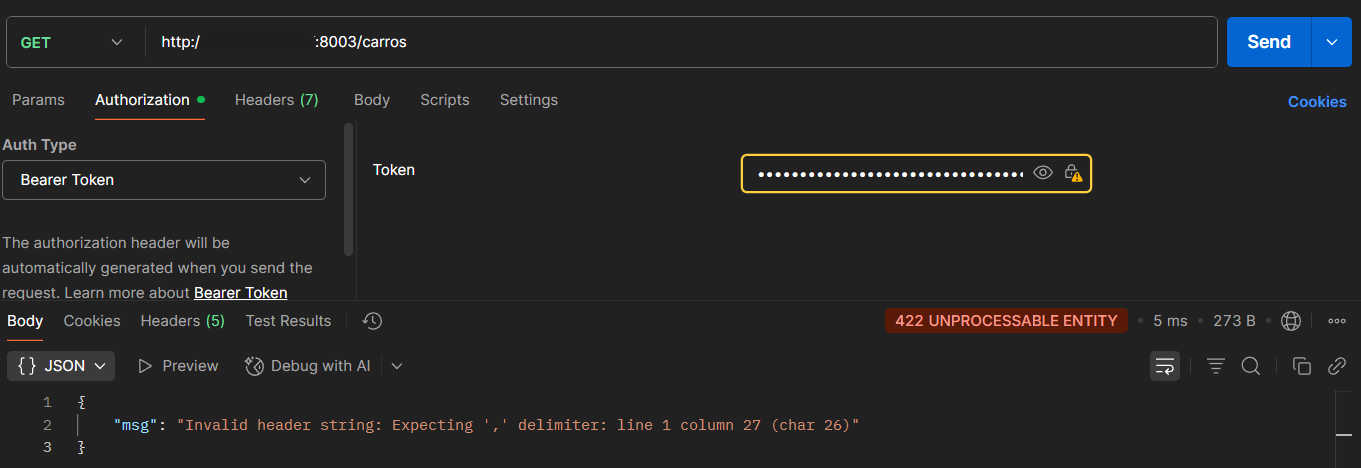 GET http:/ :8003/carros Send
Params Authorization Headers (7) Body Scripts Settings Cookies
Auth Type
Bearer Token
Token ••••••••••••••••••••••••••••••••
The authorization header will be
automatically generated when you send the
request. Learn more about Bearer Token
Body Cookies Headers (5) Test Results 422 UNPROCESSABLE ENTITY • 5 ms • 273 B •
{} JSON Preview Debug with AI
1 {
2 "msg": "Invalid header string: Expecting ',' delimiter: line 1 column 27 (char 26)"
3 }